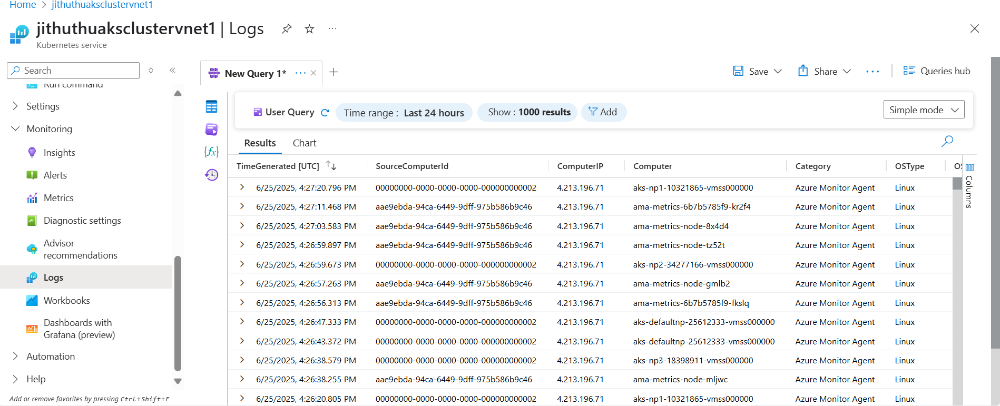 Home > jithuthuaksclustervnet1
jithuthuaksclustervnet1 | Logs
Kubernetes service
Search
Run command
Settings
Monitoring
Insights
Alerts
Metrics
Diagnostic settings
Advisor
recommendations
Logs
Workbooks
Dashboards with
Grafana (preview)
Automation
Help
Add or remove favorites by pressing Ctrl+Shift+F
New Query 1*
Save
Share
Queries hub
User Query
Time range : Last 24 hours
Show : 1000 results
Add
Simple mode
Results Chart
TimeGenerated [UTC] SourceComputerId ComputerIP Computer Category OSType OS
6/25/2025, 4:27:20.796 PM 00000000-0000-0000-0000-000000000002 4.213.196.71 aks-np1-10321865-vmss000000 Azure Monitor Agent Linux
6/25/2025, 4:27:11.468 PM aae9ebda-94ca-6449-9dff-975b586b9c46 4.213.196.71 ama-metrics-6b7b5785f9-kr2f4 Azure Monitor Agent Linux
6/25/2025, 4:27:03.583 PM aae9ebda-94ca-6449-9dff-975b586b9c46 4.213.196.71 ama-metrics-node-8x4d4 Azure Monitor Agent Linux
6/25/2025, 4:26:59.897 PM aae9ebda-94ca-6449-9dff-975b586b9c46 4.213.196.71 ama-metrics-node-tz52t Azure Monitor Agent Linux
6/25/2025, 4:26:59.673 PM 00000000-0000-0000-0000-000000000002 4.213.196.71 aks-np2-34277166-vmss000000 Azure Monitor Agent Linux
6/25/2025, 4:26:57.263 PM aae9ebda-94ca-6449-9dff-975b586b9c46 4.213.196.71 ama-metrics-node-gmlb2 Azure Monitor Agent Linux
6/25/2025, 4:26:56.313 PM aae9ebda-94ca-6449-9dff-975b586b9c46 4.213.196.71 ama-metrics-6b7b5785f9-fkslq Azure Monitor Agent Linux
6/25/2025, 4:26:47.333 PM 00000000-0000-0000-0000-000000000002 4.213.196.71 aks-defaultnp-25612333-vmss000000 Azure Monitor Agent Linux
6/25/2025, 4:26:43.372 PM 00000000-0000-0000-0000-000000000002 4.213.196.71 aks-defaultnp-25612333-vmss000000 Azure Monitor Agent Linux
6/25/2025, 4:26:38.579 PM 00000000-0000-0000-0000-000000000002 4.213.196.71 aks-np3-18398911-vmss000000 Azure Monitor Agent Linux
6/25/2025, 4:26:38.255 PM aae9ebda-94ca-6449-9dff-975b586b9c46 4.213.196.71 ama-metrics-node-mljwc Azure Monitor Agent Linux
6/25/2025, 4:26:20.805 PM 00000000-0000-0000-0000-000000000002 4.213.196.71 aks-np1-10321865-vmss000000 Azure Monitor Agent Linux
Columns